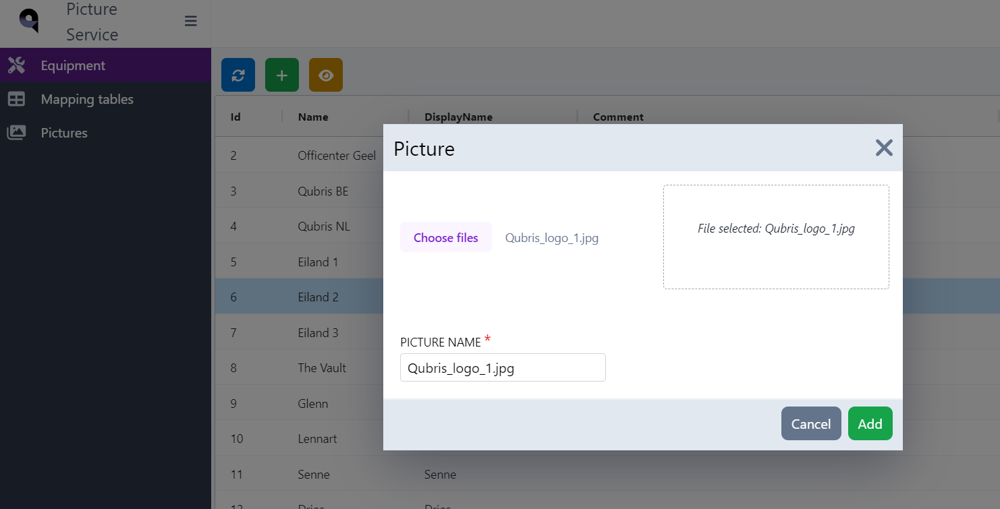 Picture
Service
Equipment
Mapping tables
Pictures
Id Name DisplayName Comment
2 Officenter Geel
3 Qubris BE
4 Qubris NL
5 Eiland 1
6 Eiland 2
7 Eiland 3
8 The Vault
9 Glenn
10 Lennart
11 Senne Senne
12 Dries Dries
Picture
Choose files Qubris_logo_1.jpg
File selected: Qubris_logo_1.jpg
PICTURE NAME *
Qubris_logo_1.jpg
Cancel Add